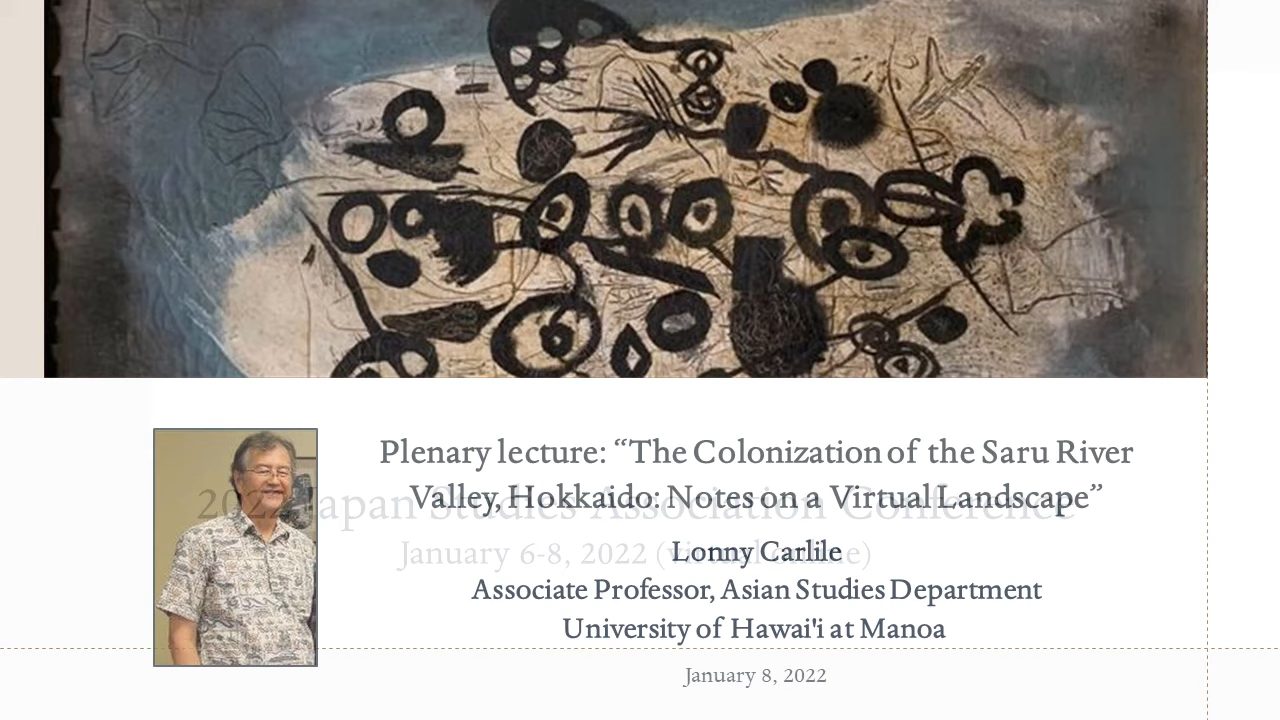 Plenary lecture: “The Colonization of the Saru River
Valley, Hokkaido: Notes on a Virtual Landscape”
2022 Japan Studies Association Conference
Lonny Carlile
January 6-8, 2022 (virtual online)
Associate Professor, Asian Studies Department
University of Hawai'i at Manoa
January 8, 2022